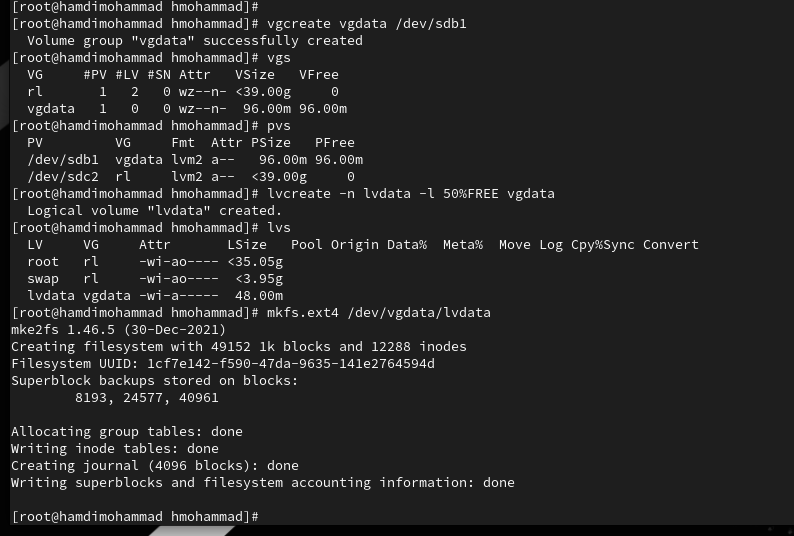 [root@hamdimohammad hmohammad]#
[root@hamdimohammad hmohammad]# vgcreate vgdata /dev/sdb1
  Volume group "vgdata" successfully created
[root@hamdimohammad hmohammad]# vgs
  VG     #PV #LV #SN Attr   VSize   VFree
  rl       1   2   0 wz--n- <39.00g     0
  vgdata   1   0   0 wz--n-  96.00m 96.00m
[root@hamdimohammad hmohammad]# pvs
  PV         VG     Fmt  Attr PSize   PFree
  /dev/sdb1  vgdata lvm2 a--   96.00m 96.00m
  /dev/sdc2  rl     lvm2 a--  <39.00g     0
[root@hamdimohammad hmohammad]# lvcreate -n lvdata -l 50%FREE vgdata
  Logical volume "lvdata" created.
[root@hamdimohammad hmohammad]# lvs
  LV     VG     Attr       LSize   Pool Origin Data%  Meta%  Move Log Cpy%Sync Convert
  root   rl     -wi-ao---- <35.05g
  swap   rl     -wi-ao----  <3.95g
  lvdata vgdata -wi-a-----  48.00m
[root@hamdimohammad hmohammad]# mkfs.ext4 /dev/vgdata/lvdata
mke2fs 1.46.5 (30-Dec-2021)
Creating filesystem with 49152 1k blocks and 12288 inodes
Filesystem UUID: 1cf7e142-f590-47da-9635-141e2764594d
Superblock backups stored on blocks:
        8193, 24577, 40961
Allocating group tables: done
Writing inode tables: done
Creating journal (4096 blocks): done
Writing superblocks and filesystem accounting information: done
[root@hamdimohammad hmohammad]#